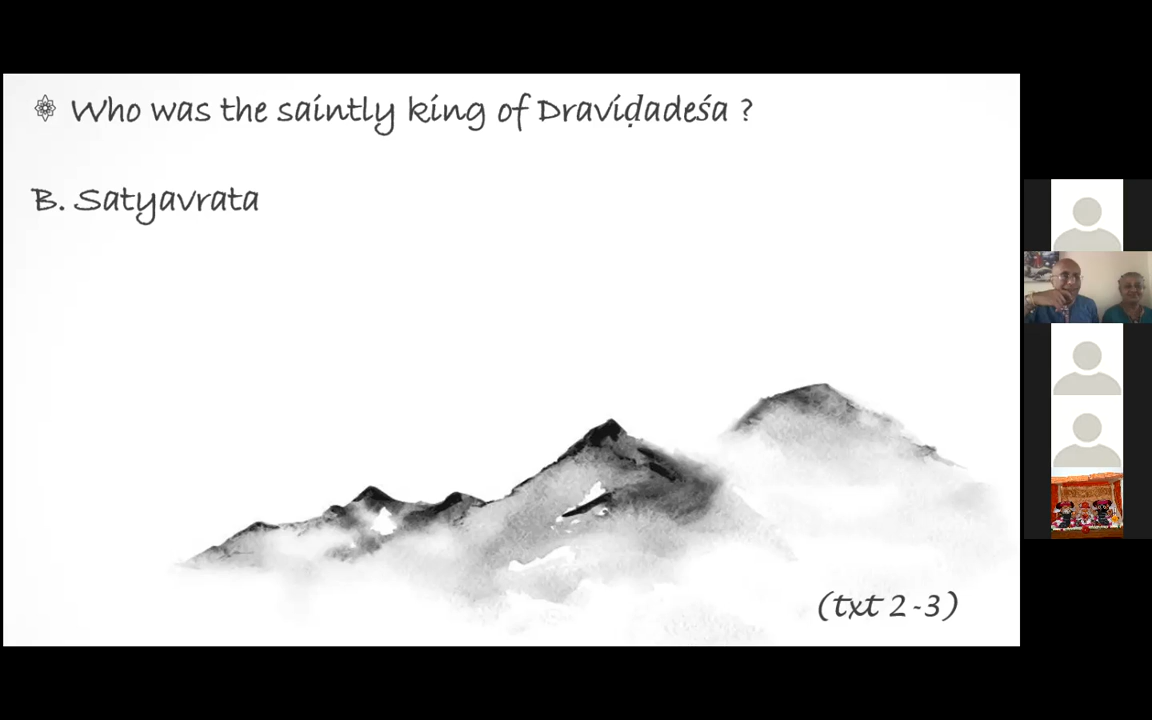 Who was the saintly king of Draviḍadeśa ?
B. Satyavrata
(txt 2-3)